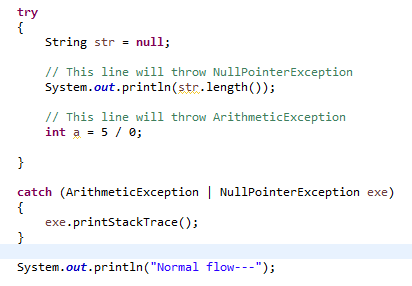 try
{
String str = null;
// This line will throw NullPointerException
System.out.println(str.length());
// This line will throw ArithmeticException
int a = 5 / 0;
}
catch (ArithmeticException | NullPointerException exe)
{
exe.printStackTrace();
}
System.out.println("Normal flow---");